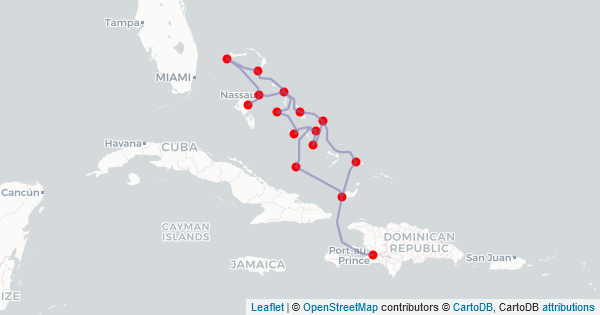 Tampa
MIAMI
Nassau
Havana
CUBA
Cancún
CAYMAN
ISLANDS
JAMAICA
Port-au-
Prince
DOMINICAN
REPUBLIC
San Juan
IZE
Leaflet | © OpenStreetMap contributors © CartoDB, CartoDB attributions